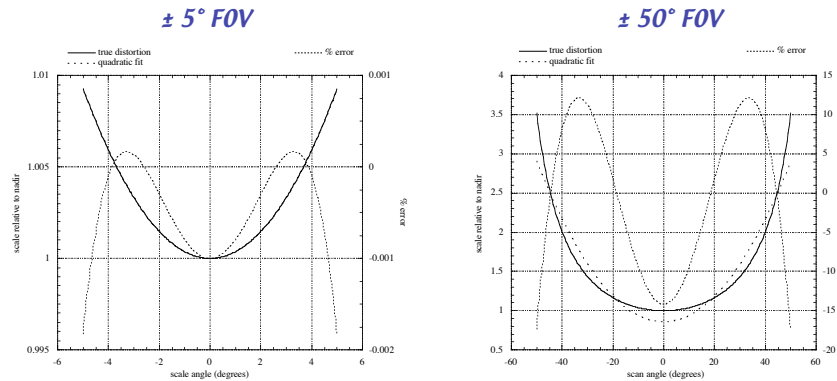 ± 5° FOV
true distortion
quadratic fit
% error
1.01
1.005
1
0.995
scale relative to nadir
0.001
0
-0.001
-0.002
% error
-6 -4 -2 0 2 4 6
scale angle (degrees)
± 50° FOV
true distortion
quadratic fit
% error
4
3.5
3
2.5
2
1.5
1
0.5
scale relative to nadir
15
10
5
0
-5
-10
-15
-20
-60 -40 -20 0 20 40 60
scan angle (degrees)